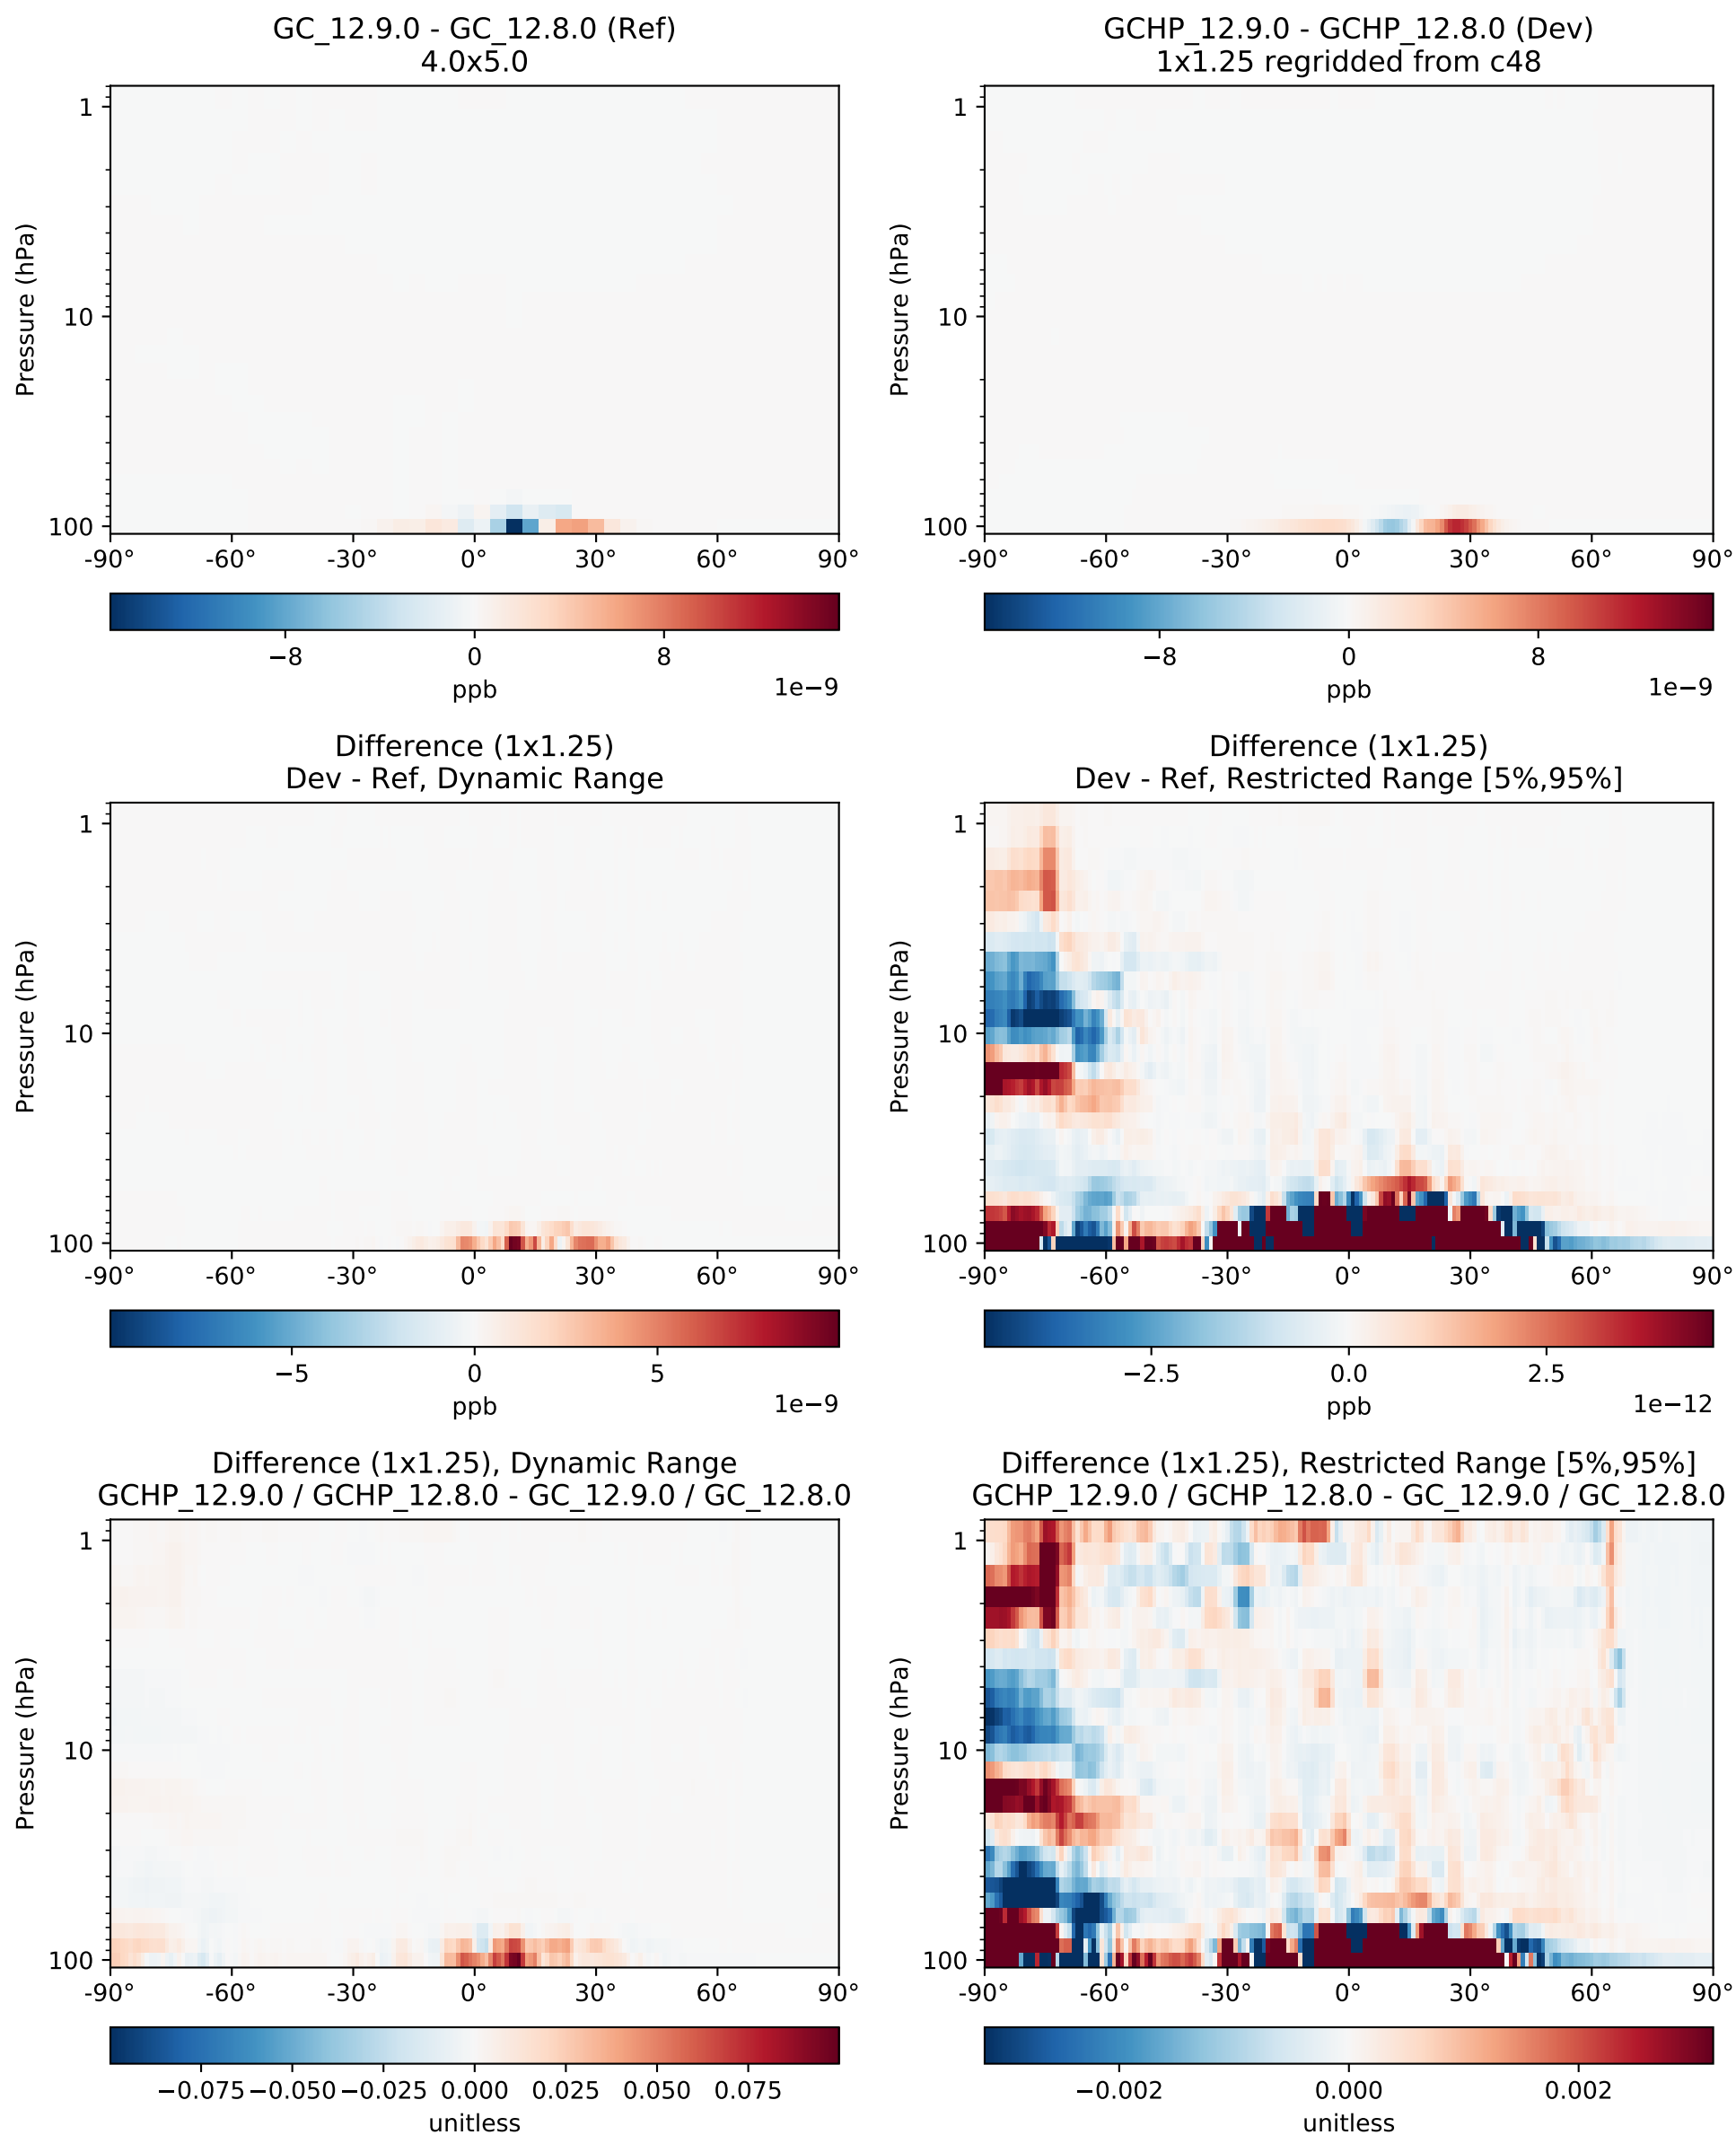 GC_12.9.0 - GC_12.8.0 (Ref)
4.0x5.0
Pressure (hPa)
1
10
100
-90° -60° -30° 0° 30° 60° 90°
−8 0 8
ppb
1e−9
GCHP_12.9.0 - GCHP_12.8.0 (Dev)
1x1.25 regridded from c48
Pressure (hPa)
1
10
100
-90° -60° -30° 0° 30° 60° 90°
−8 0 8
ppb
1e−9
Difference (1x1.25)
Dev - Ref, Dynamic Range
Pressure (hPa)
1
10
100
-90° -60° -30° 0° 30° 60° 90°
−5 0 5
ppb
1e−9
Difference (1x1.25)
Dev - Ref, Restricted Range [5%,95%]
Pressure (hPa)
1
10
100
-90° -60° -30° 0° 30° 60° 90°
−2.5 0.0 2.5
ppb
1e−12
Difference (1x1.25), Dynamic Range
GCHP_12.9.0 / GCHP_12.8.0 - GC_12.9.0 / GC_12.8.0
Pressure (hPa)
1
10
100
-90° -60° -30° 0° 30° 60° 90°
−0.075 −0.050 −0.025 0.000 0.025 0.050 0.075
unitless
Difference (1x1.25), Restricted Range [5%,95%]
GCHP_12.9.0 / GCHP_12.8.0 - GC_12.9.0 / GC_12.8.0
Pressure (hPa)
1
10
100
-90° -60° -30° 0° 30° 60° 90°
−0.002 0.000 0.002
unitless